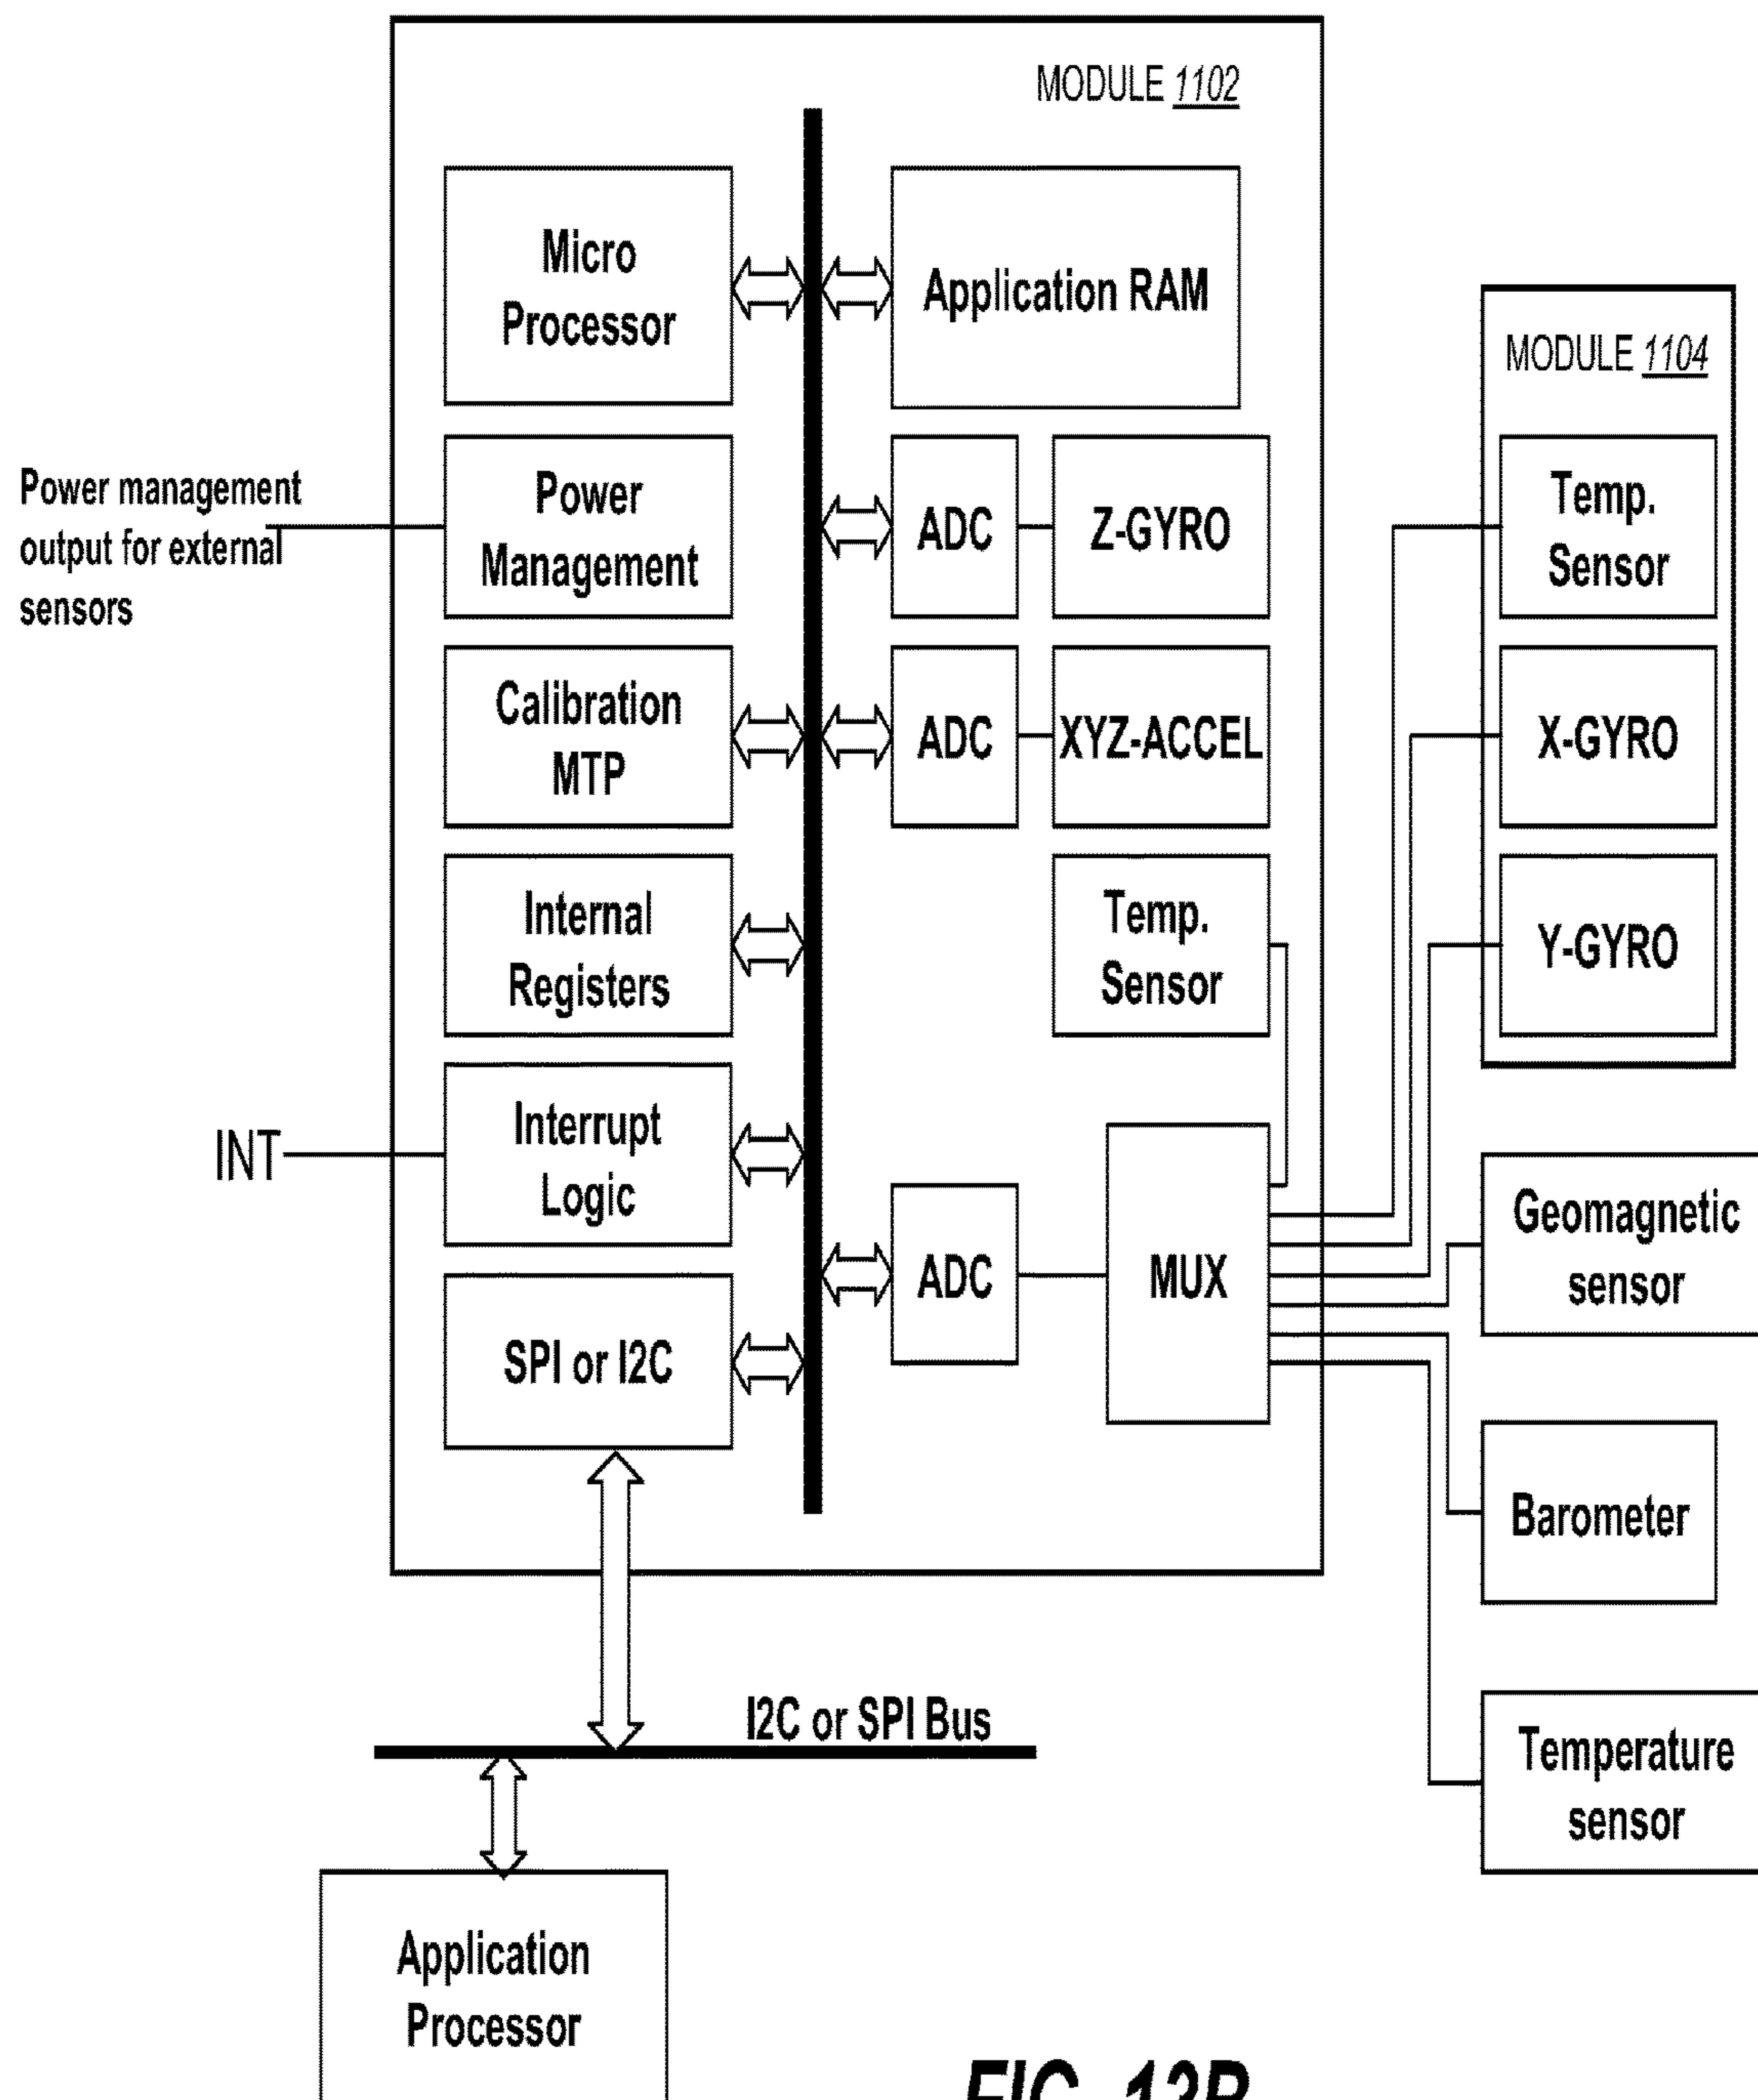 MODULE 1102
Micro
Processor
Application RAM
MODULE 1104
Power management
output for external
sensors
Power
Management
ADC
Z-GYRO
Temp.
Sensor
Calibration
MTP
ADC
XYZ-ACCEL
X-GYRO
Internal
Registers
Temp.
Sensor
Y-GYRO
INT
Interrupt
Logic
ADC
MUX
Geomagnetic
sensor
SPI or I2C
Barometer
I2C or SPI Bus
Temperature
sensor
Application
Processor
FIG. 13B